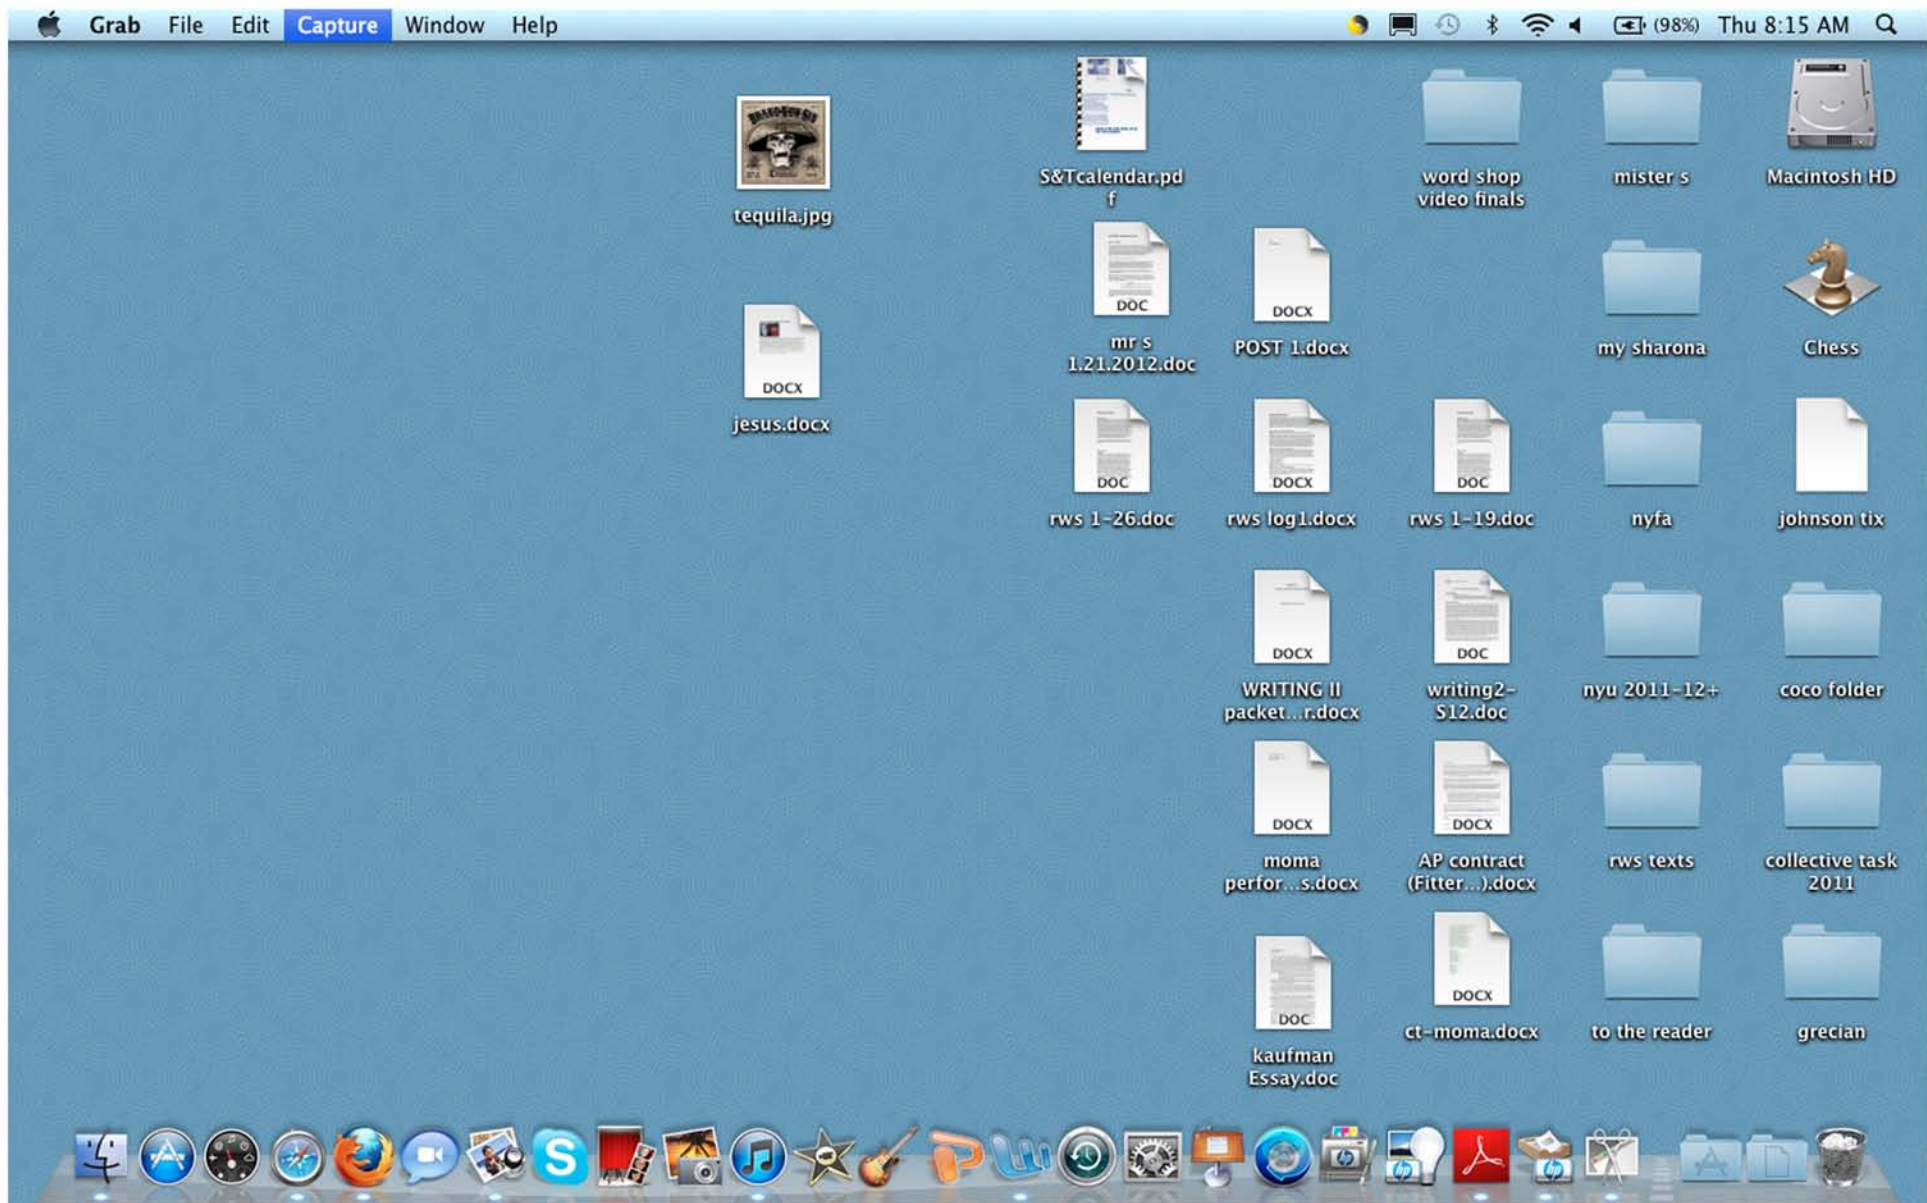 Grab File Edit Capture Window Help (98%) Thu 8:15 AM
tequila.jpg
S&Tcalendar.pd
f
word shop
video finals
mister s
Macintosh HD
jesus.docx
DOCX
DOC
mr s
1.21.2012.doc
DOCX
POST 1.docx
my sharona
Chess
DOC
rws 1-26.doc
DOCX
rws log1.docx
DOC
rws 1-19.doc
nyfa
johnson tix
DOCX
WRITING II
packet...r.docx
DOC
writing2-
S12.doc
nyu 2011-12+
coco folder
DOCX
moma
perfor...s.docx
DOCX
AP contract
(Fitter...).docx
rws texts
collective task
2011
DOC
kaufman
Essay.doc
DOCX
ct-moma.docx
to the reader
grecian